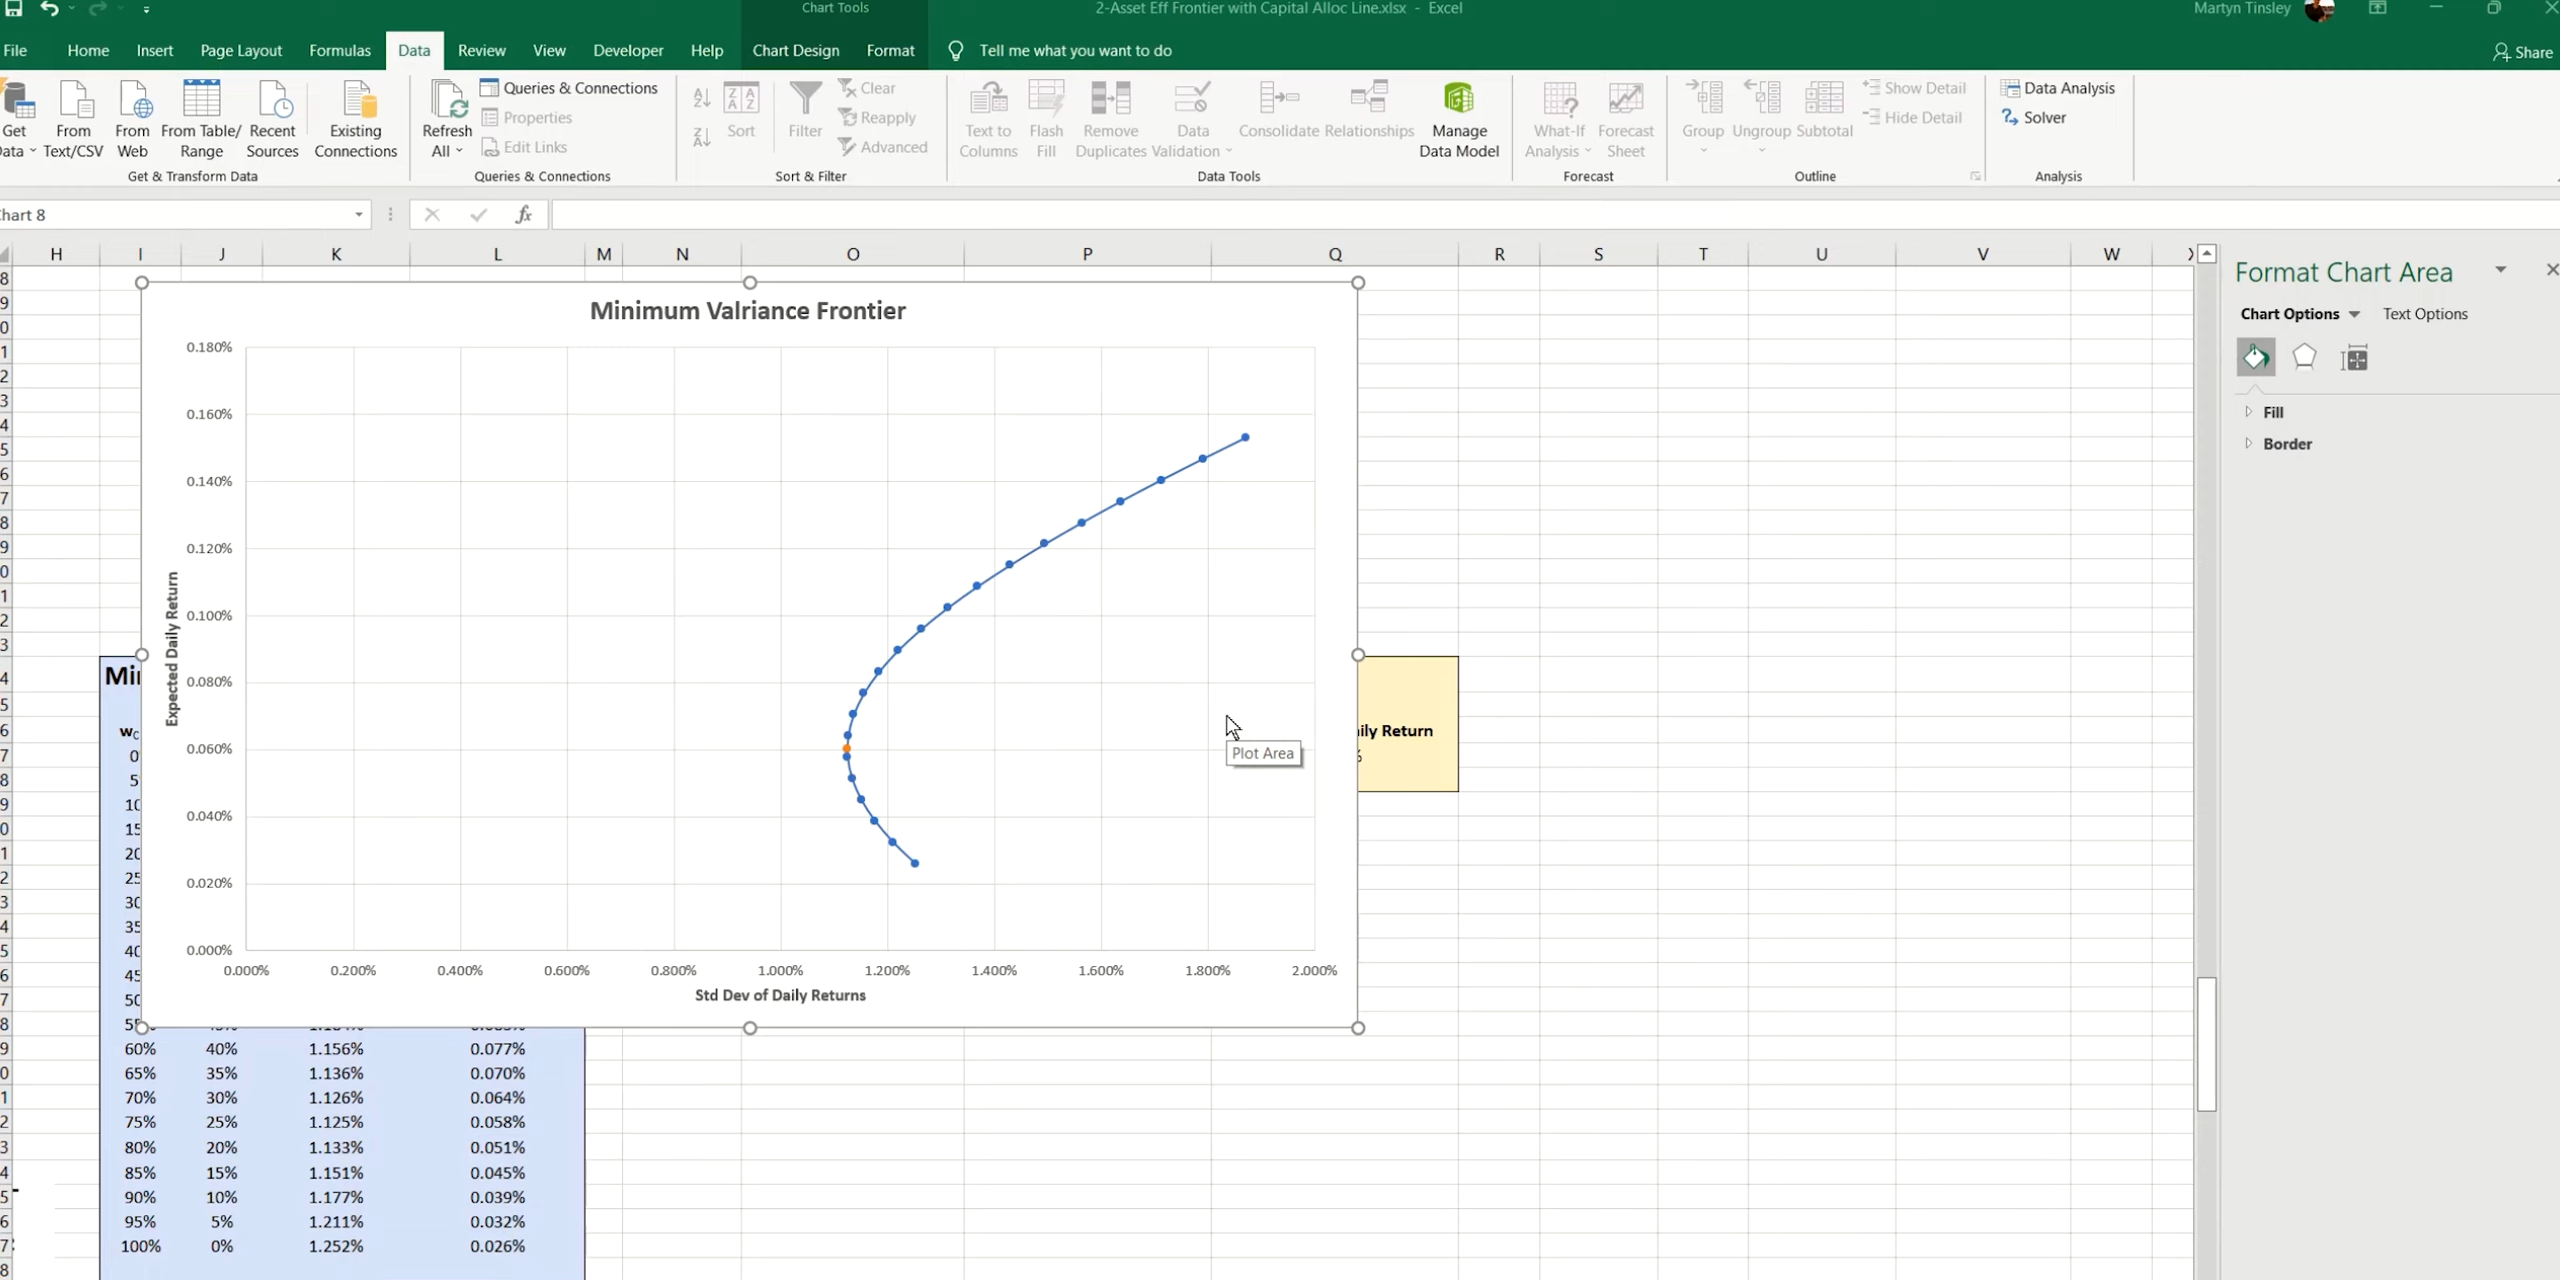 Chart Tools
2-Asset Eff Frontier with Capital Alloc Line.xlsx - Excel
Martyn Tinsley
File Home Insert Page Layout Formulas Data Review View Developer Help Chart Design Format Tell me what you want to do Share
Get
Data
From
Text/CSV
From
Web
From Table/
Range
Recent
Sources
Existing
Connections
Get & Transform Data
Refresh
All
Queries & Connections
Properties
Edit Links
Queries & Connections
Sort
Filter
Clear
Reapply
Advanced
Sort & Filter
Text to
Columns
Flash
Fill
Remove
Duplicates
Data
Validation
Consolidate
Relationships
Manage
Data Model
Data Tools
What-If
Analysis
Forecast
Sheet
Forecast
Group
Ungroup
Subtotal
Show Detail
Hide Detail
Outline
Data Analysis
Solver
Analysis
hart 8
fx
H I J K L M N O P Q R S T U V W
Minimum Valriance Frontier
0.180%
0.160%
0.140%
0.120%
0.100%
0.080%
0.060%
0.040%
0.020%
0.000%
Expected Daily Return
0.000% 0.200% 0.400% 0.600% 0.800% 1.000% 1.200% 1.400% 1.600% 1.800% 2.000%
Std Dev of Daily Returns
Plot Area
ily Return
%
60% 40% 1.156% 0.077%
65% 35% 1.136% 0.070%
70% 30% 1.126% 0.064%
75% 25% 1.125% 0.058%
80% 20% 1.133% 0.051%
85% 15% 1.151% 0.045%
90% 10% 1.177% 0.039%
95% 5% 1.211% 0.032%
100% 0% 1.252% 0.026%
Format Chart Area
Chart Options Text Options
Fill
Border